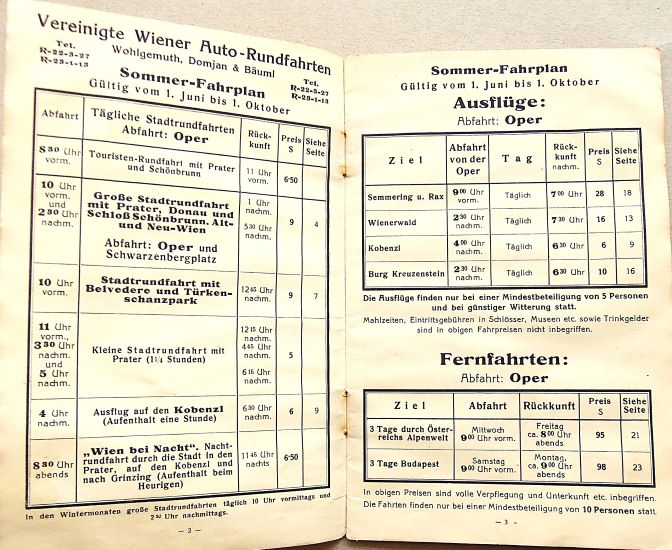 Vereinigte Wiener Auto-Rundfahrten
Wohlgemuth, Domjan & Bäuml
Tel.
R-22-3-27
R-23-1-13
Tel.
R-22-3-27
R-23-1-13
Sommer-Fahrplan
Gültig vom 1. Juni bis 1. Oktober
Abfahrt
Tägliche Stadtrundfahrten
Abfahrt: Oper
Rück-
kunft
Preis
S
Siehe
Seite
8 30 Uhr
vorm.
Touristen-Rundfahrt mit Prater
und Schönbrunn
11 Uhr
vorm.
6·50
10 Uhr
vorm.
und
2 30 Uhr
nachm.
Große Stadtrundfahrt
mit Prater, Donau und
Schloß Schönbrunn. Alt-
und Neu-Wien
Abfahrt: Oper und
Schwarzenbergplatz
1 Uhr
nachm.
5 30 Uhr
nachm.
9
4
10 Uhr
vorm.
Stadtrundfahrt mit
Belvedere und Türken-
schanzpark
12 45 Uhr
nachm.
9
7
11 Uhr
vorm.,
3 30 Uhr
nachm.
und
5 Uhr
nachm.
Kleine Stadtrundfahrt mit
Prater (1¼ Stunden)
12 15 Uhr
nachm.
4 45 Uhr
nachm.
6 15 Uhr
nachm.
5
4 Uhr
nachm.
Ausflug auf den Kobenzl
(Aufenthalt eine Stunde)
6 30 Uhr
nachm.
6
9
8 30 Uhr
abends
„Wien bei Nacht". Nacht-
rundfahrt durch die Stadt in den
Prater, auf den Kobenzl und
nach Grinzing (Aufenthalt beim
Heurigen)
11 45 Uhr
nachts
6·50
In den Wintermonaten große Stadtrundfahrten täglich 10 Uhr vormittags und
2 30 Uhr nachmittags.
– 2 –
Sommer-Fahrplan
Gültig vom 1. Juni bis 1. Oktober
Ausflüge:
Abfahrt: Oper
Ziel
Abfahrt
von der
Oper
Tag
Rück-
kunft
nachm.
Preis
S
Siehe
Seite
Semmering u. Rax
9 00 Uhr
vorm.
Täglich
7 00 Uhr
28
18
Wienerwald
2 30 Uhr
nachm.
Täglich
7 00 Uhr
16
13
Kobenzl
4 00 Uhr
nachm.
Täglich
6 30 Uhr
6
9
Burg Kreuzenstein
2 30 Uhr
nachm.
Täglich
6 30 Uhr
10
16
Die Ausflüge finden nur bei einer Mindestbeteiligung von 5 Personen
und bei günstiger Witterung statt.
Mahlzeiten, Eintrittsgebühren in Schlösser, Museen etc. sowie Trinkgelder
sind in obigen Fahrpreisen nicht inbegriffen.
Fernfahrten:
Abfahrt: Oper
Ziel
Abfahrt
Rückkunft
Preis
S
Siehe
Seite
3 Tage durch Öster-
reichs Alpenwelt
Mittwoch
9 00 Uhr vorm.
Freitag
ca. 8 00 Uhr
abends
95
21
3 Tage Budapest
Samstag
9 00 Uhr vorm.
Montag,
ca. 9 00 Uhr
abends
98
23
In obigen Preisen sind volle Verpflegung und Unterkunft etc. inbegriffen.
Die Fahrten finden nur bei einer Mindestbeteiligung von 10 Personen statt.
– 3 –